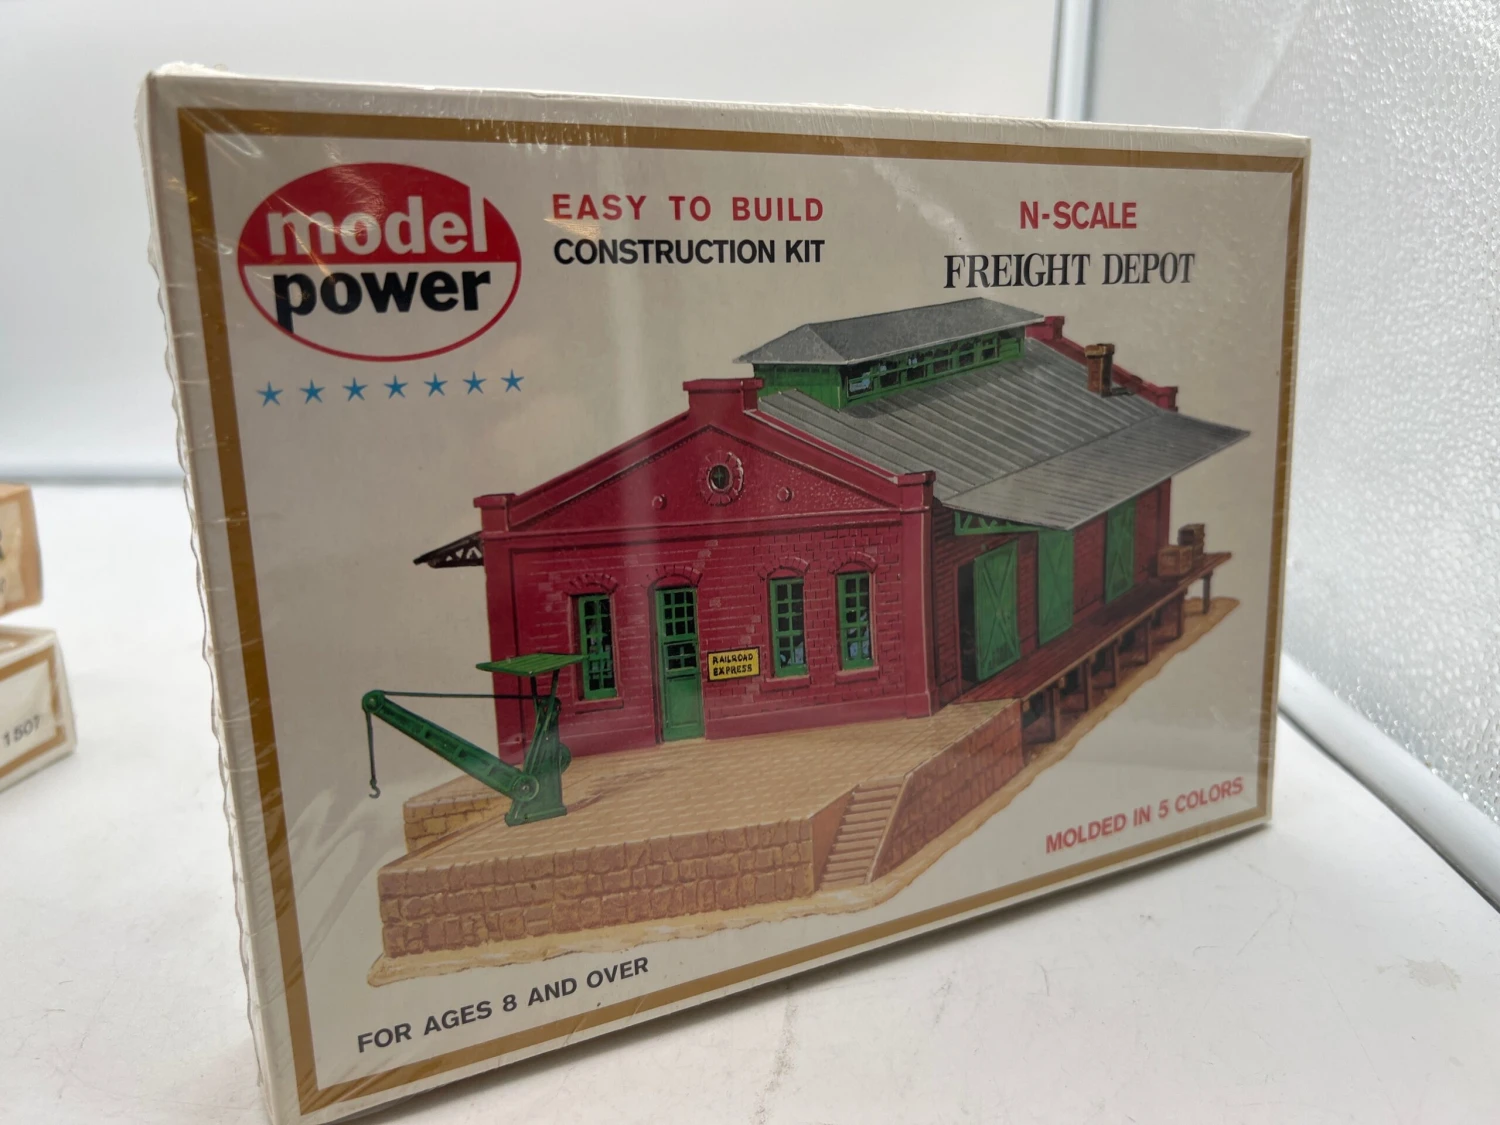 model
power
EASY TO BUILD
CONSTRUCTION KIT
N-SCALE
FREIGHT DEPOT
RAILROAD
EXPRESS
MOLDED IN 5 COLORS
FOR AGES 8 AND OVER
1507